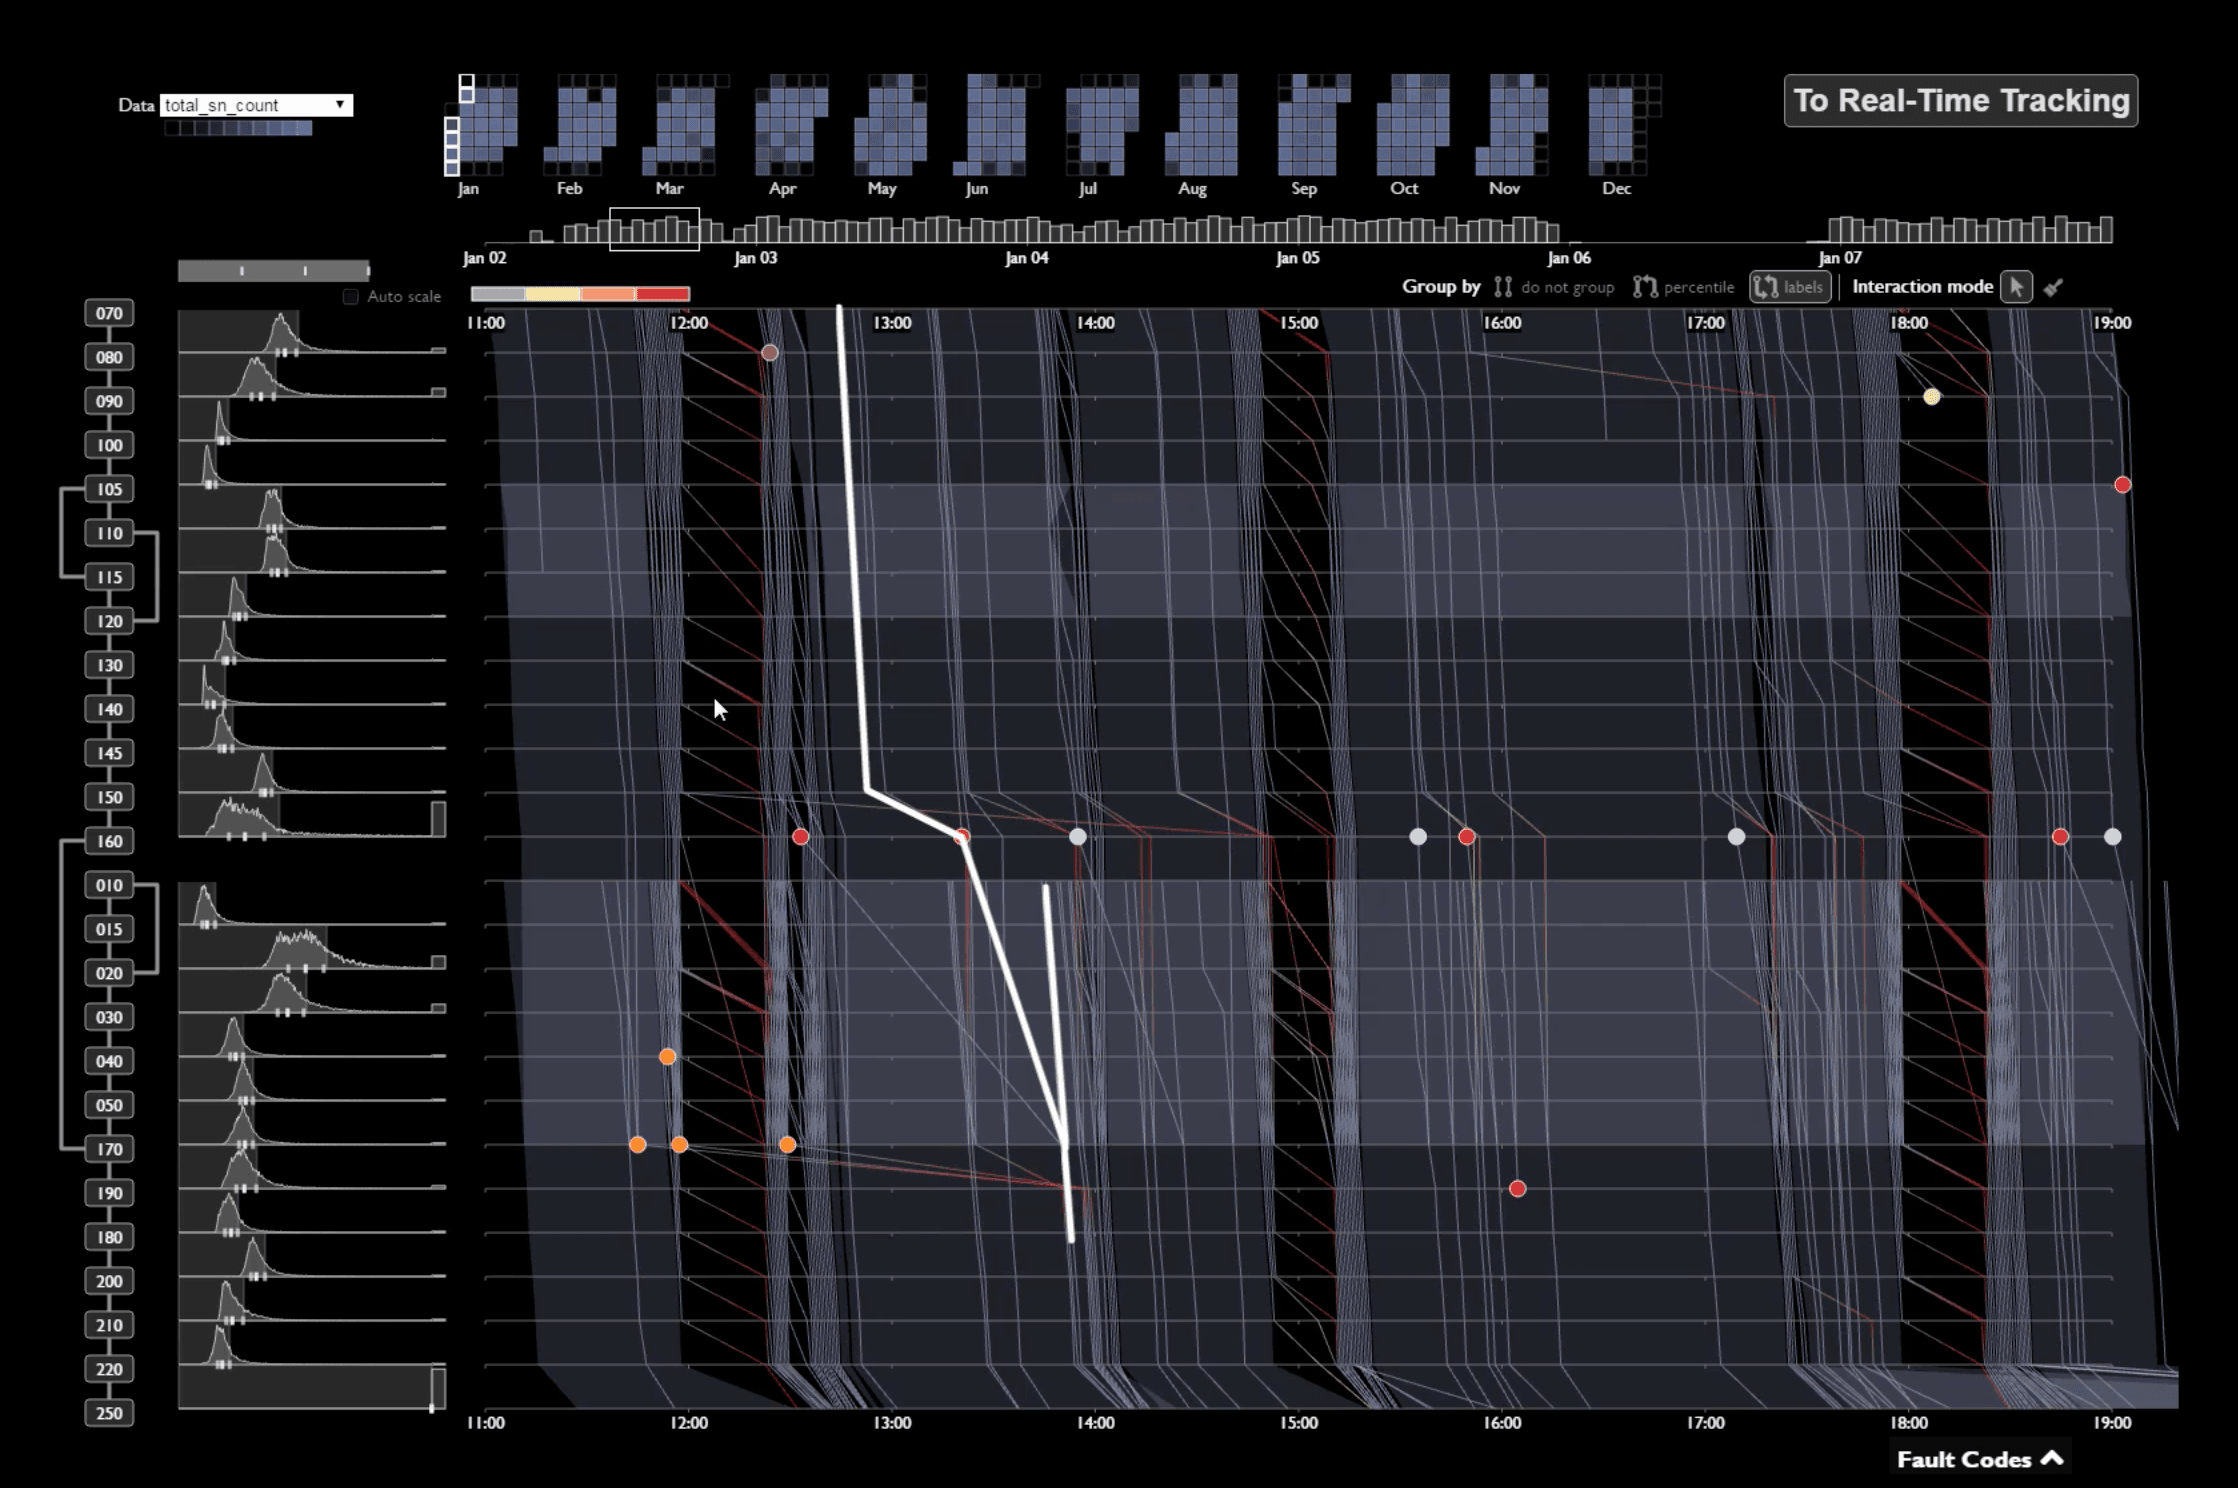 Data total_sn_count
To Real-Time Tracking
Jan Feb Mar Apr May Jun Jul Aug Sep Oct Nov Dec
Jan 02 Jan 03 Jan 04 Jan 05 Jan 06 Jan 07
Auto scale
Group by do not group percentile labels Interaction mode
11:00 12:00 13:00 14:00 15:00 16:00 17:00 18:00 19:00
070
080
090
100
105
110
115
120
130
140
145
150
160
010
015
020
030
040
050
170
190
180
200
210
220
250
11:00 12:00 13:00 14:00 15:00 16:00 17:00 18:00 19:00
Fault Codes